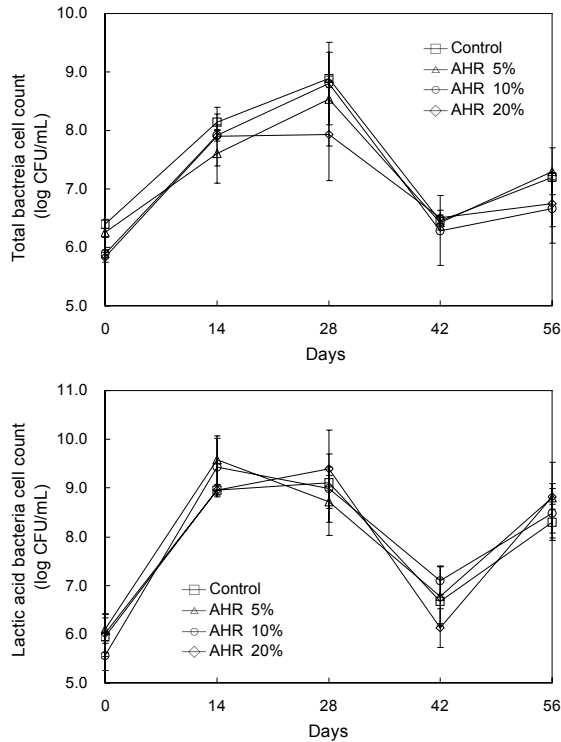 10.0
9.0
8.0
7.0
6.0
5.0
Total bactreia cell count
(log CFU/mL)
Control
AHR 5%
AHR 10%
AHR 20%
0 14 28 42 56
Days
11.0
10.0
9.0
8.0
7.0
6.0
5.0
Lactic acid bacteria cell count
(log CFU/mL)
Control
AHR 5%
AHR 10%
AHR 20%
0 14 28 42 56
Days